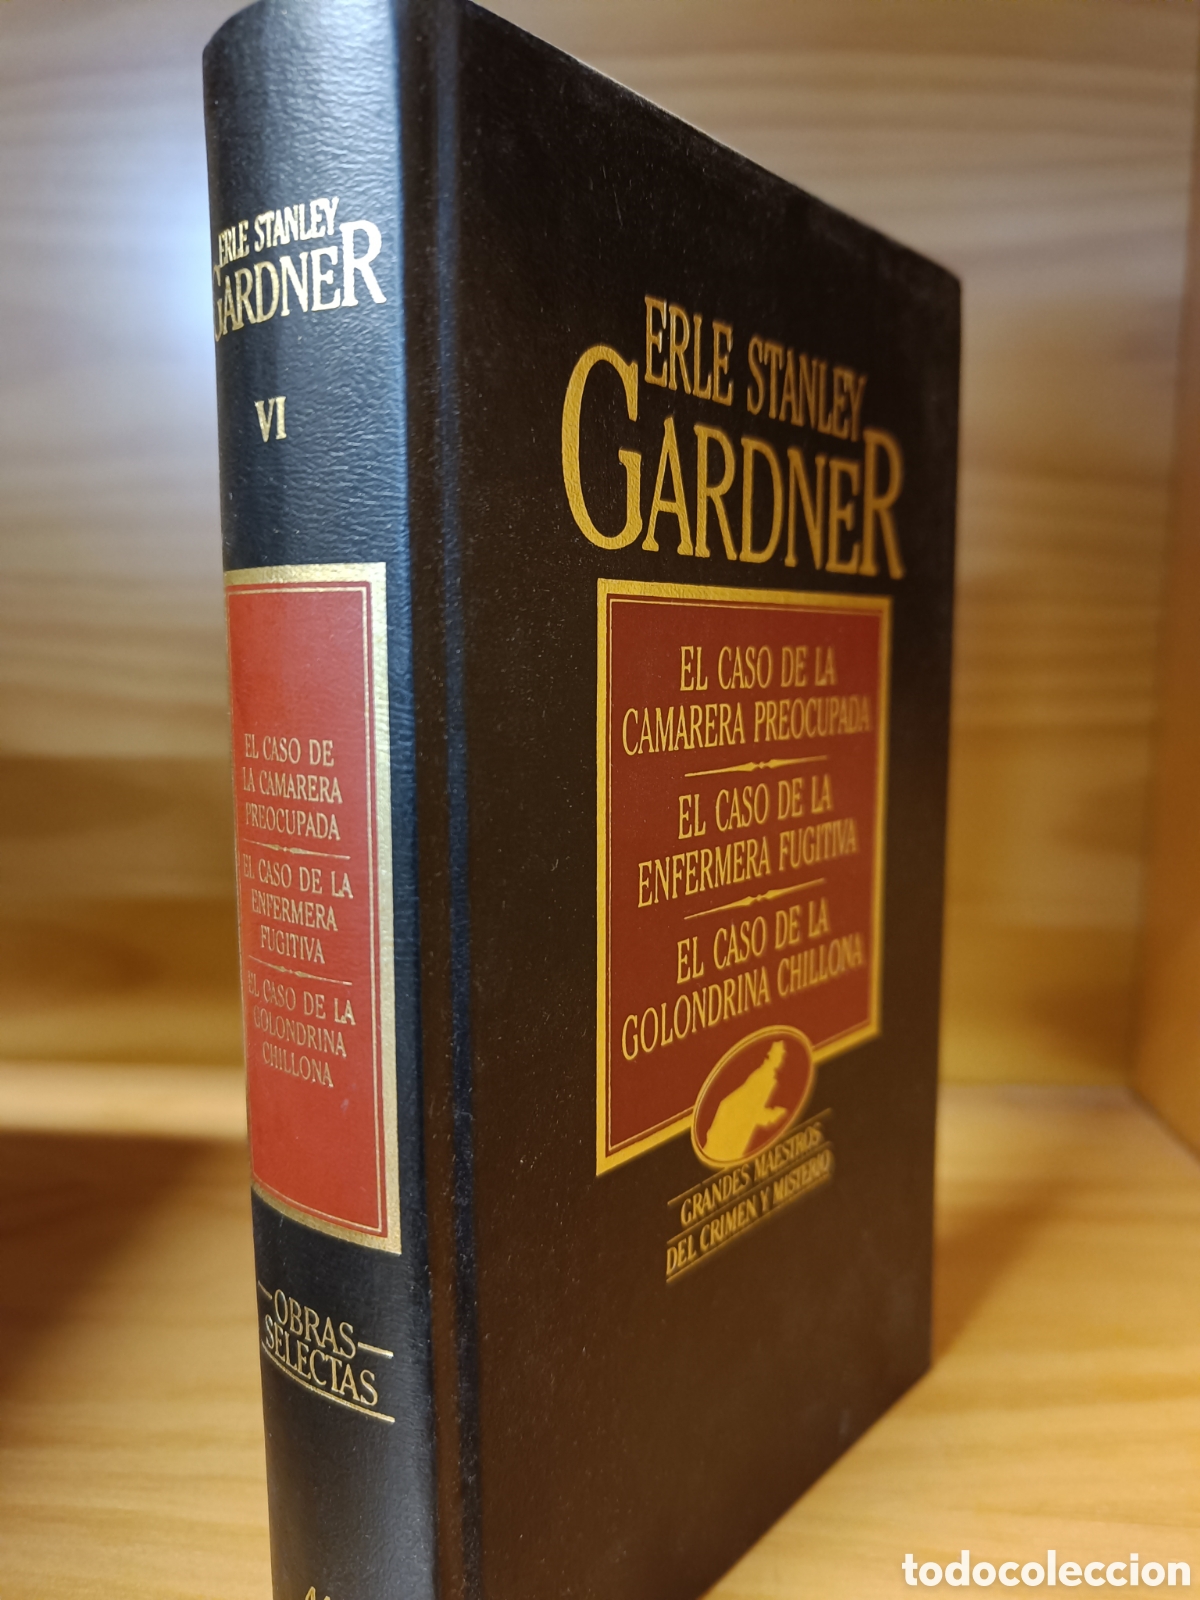 ERLE STANLEY
GARDNER
VI
EL CASO DE
LA CAMARERA
PREOCUPADA
EL CASO DE LA
ENFERMERA
FUGITIVA
EL CASO DE LA
GOLONDRINA
CHILLONA
OBRAS
SELECTAS
ERLE STANLEY
GARDNER
EL CASO DE LA
CAMARERA PREOCUPADA
EL CASO DE LA
ENFERMERA FUGITIVA
EL CASO DE LA
GOLONDRINA CHILLONA
GRANDES MAESTROS
DEL CRIMEN Y MISTERIO
todocoleccion
todocoleccion.net